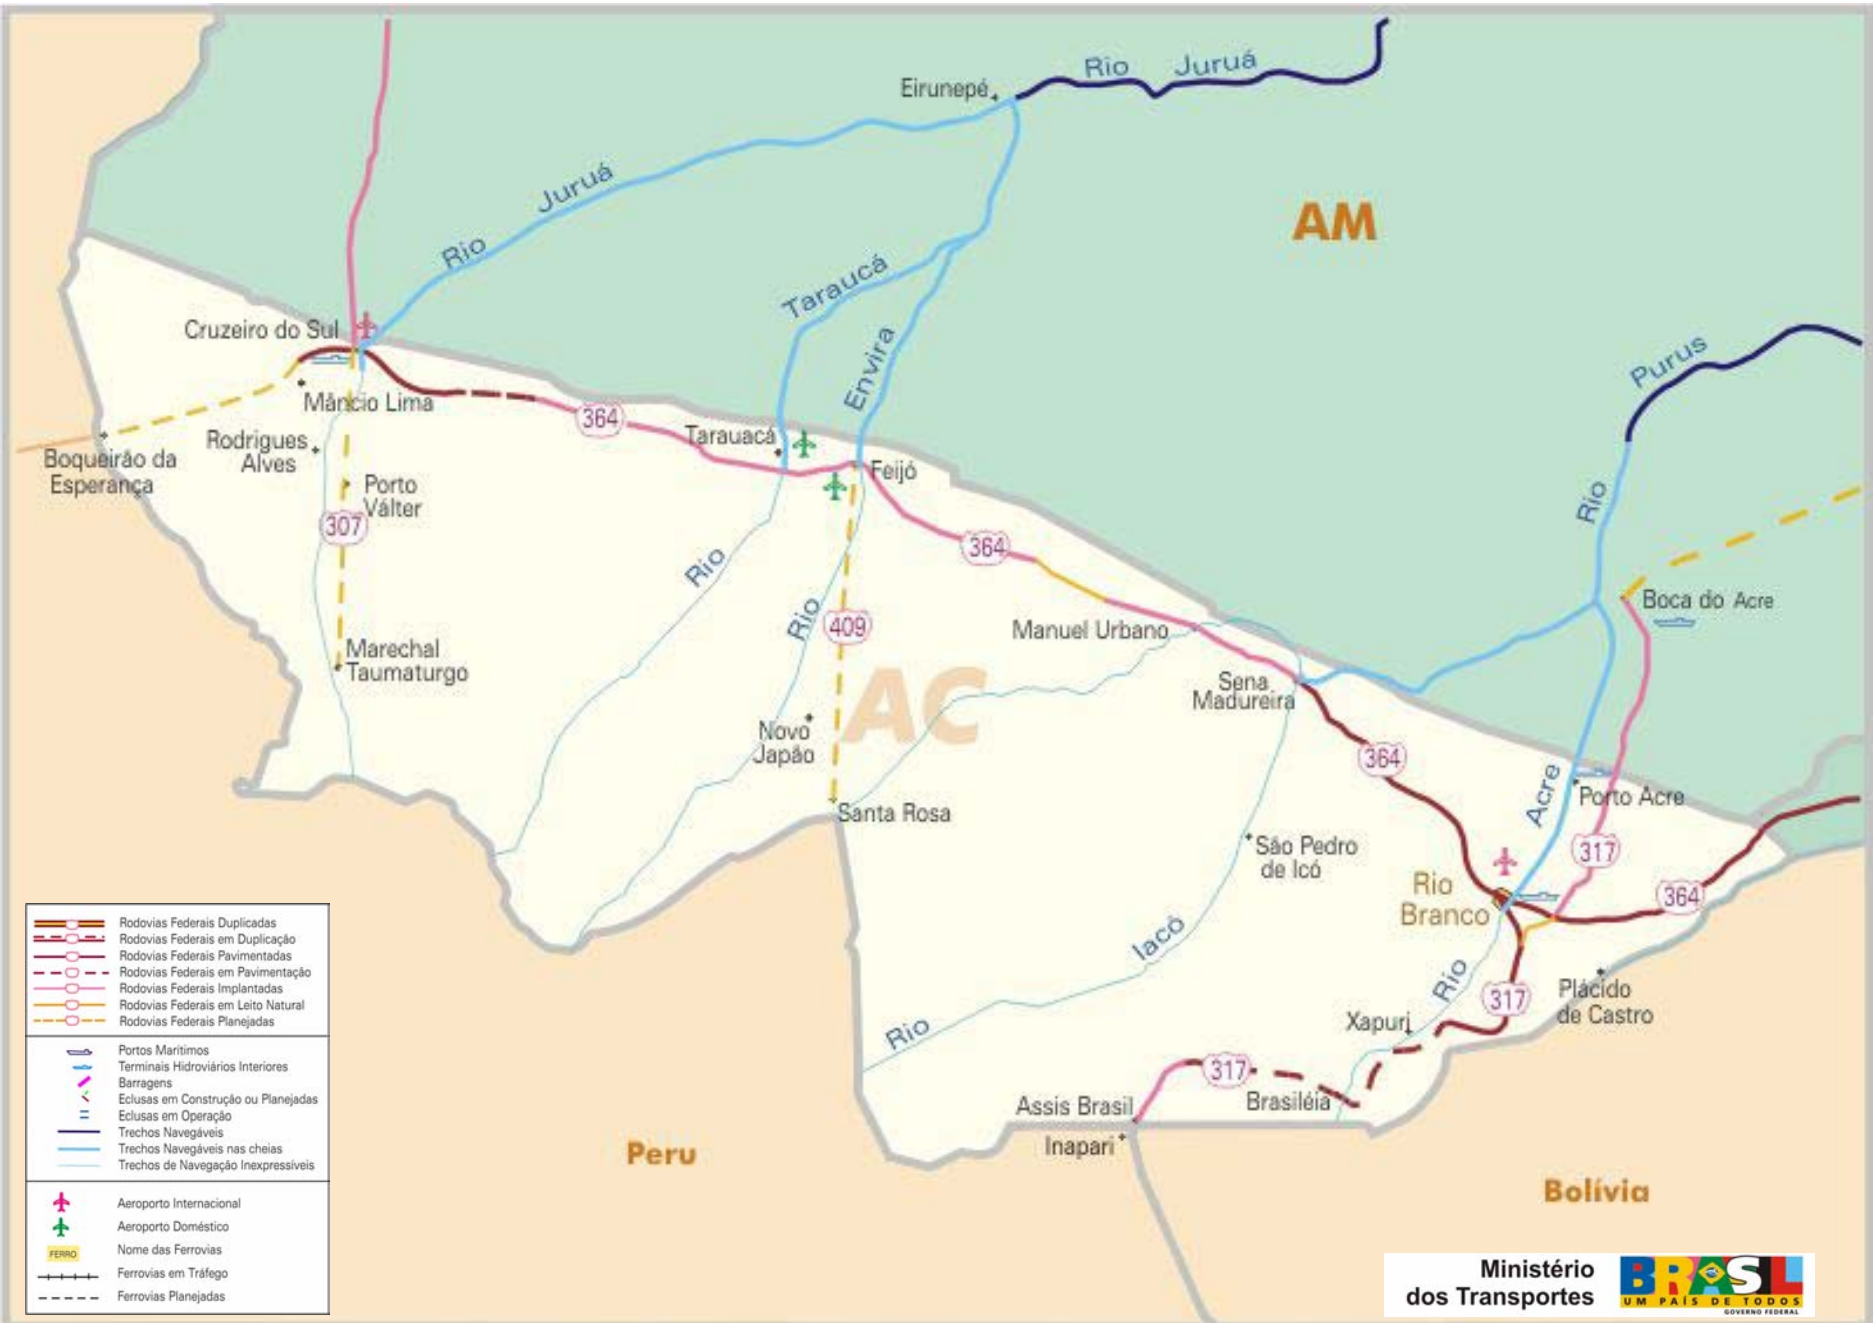 Rio Juruá
Eirunepé
Rio Juruá
AM
Tarauacá
Envira
Cruzeiro do Sul
Purus
Rio
Mâncio Lima
364
Tarauacá
Feijó
Rodrigues
Alves
Boqueirão da
Esperança
Porto
Válter
307
364
Rio
Rio
409
Boca do Acre
Manuel Urbano
Marechal
Taumaturgo
AC
Sena
Madureira
Novo
Japão
364
Acre
Porto Acre
Santa Rosa
São Pedro
de Icó
317
Rio
Branco
364
Iacó
Rio
Rio
317
Plácido
de Castro
Xapuri
317
Brasiléia
Assis Brasil
Inapari
Peru
Bolívia
Rodovias Federais Duplicadas
Rodovias Federais em Duplicação
Rodovias Federais Pavimentadas
Rodovias Federais em Pavimentação
Rodovias Federais Implantadas
Rodovias Federais em Leito Natural
Rodovias Federais Planejadas
Portos Marítimos
Terminais Hidroviários Interiores
Barragens
Eclusas em Construção ou Planejadas
Eclusas em Operação
Trechos Navegáveis
Trechos Navegáveis nas cheias
Trechos de Navegação Inexpressíveis
Aeroporto Internacional
Aeroporto Doméstico
FERRO
Nome das Ferrovias
Ferrovias em Tráfego
Ferrovias Planejadas
Ministério
dos Transportes
BRASIL
UM PAÍS DE TODOS
GOVERNO FEDERAL